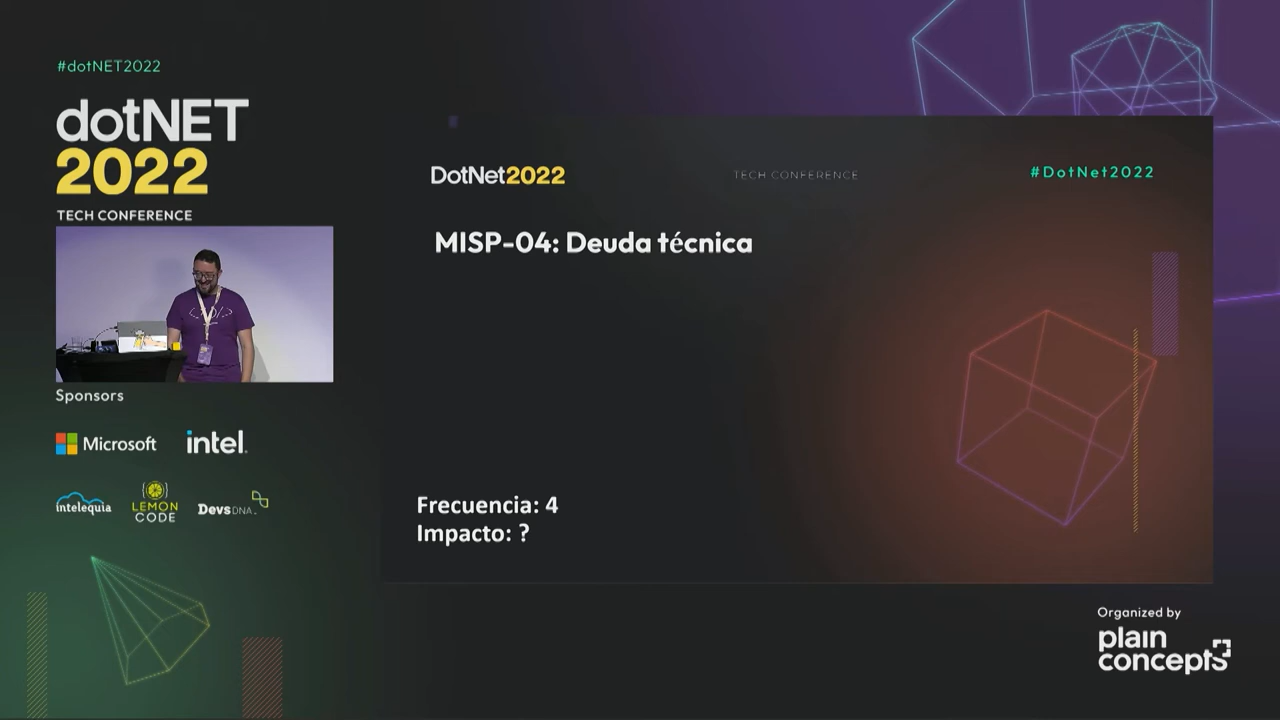 #dotNET2022
dotNET
2022
TECH CONFERENCE
Sponsors
Microsoft
intel.
intelequia
LEMON
CODE
DevsDNA
DotNet2022
TECH CONFERENCE
#DotNet2022
MISP-04: Deuda técnica
Frecuencia: 4
Impacto: ?
Organized by
plain
concepts